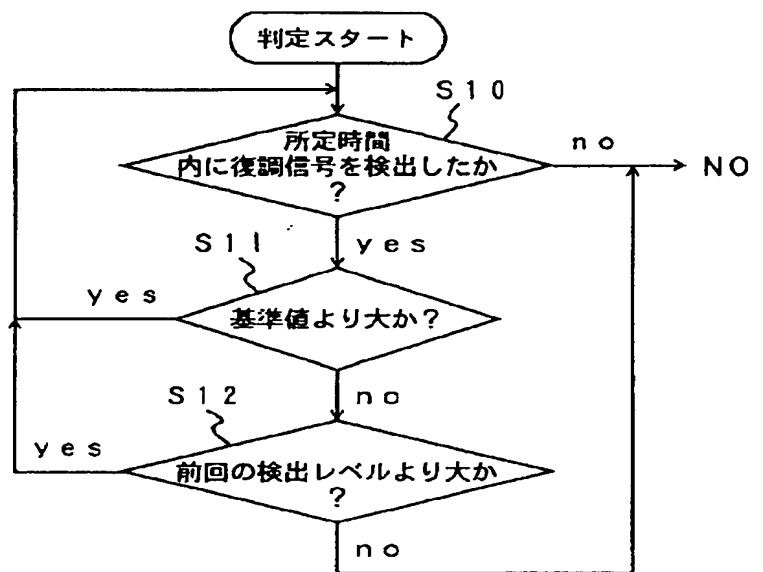 判定スタート
S10
所定時間
内に復調信号を検出したか
?
no
NO
yes
S11
yes
基準値より大か?
no
S12
yes
前回の検出レベルより大か
?
no